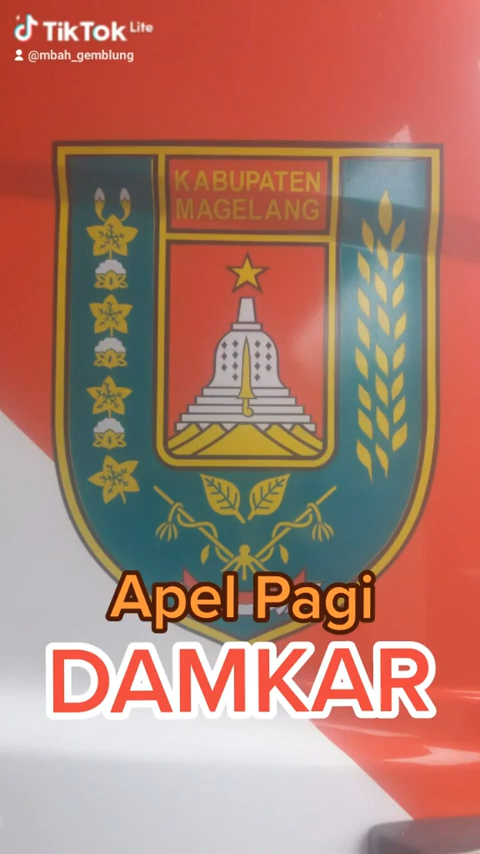 TikTok Lite
@mbah_gemblung
KABUPATEN
MAGELANG
Apel Pagi
DAMKAR